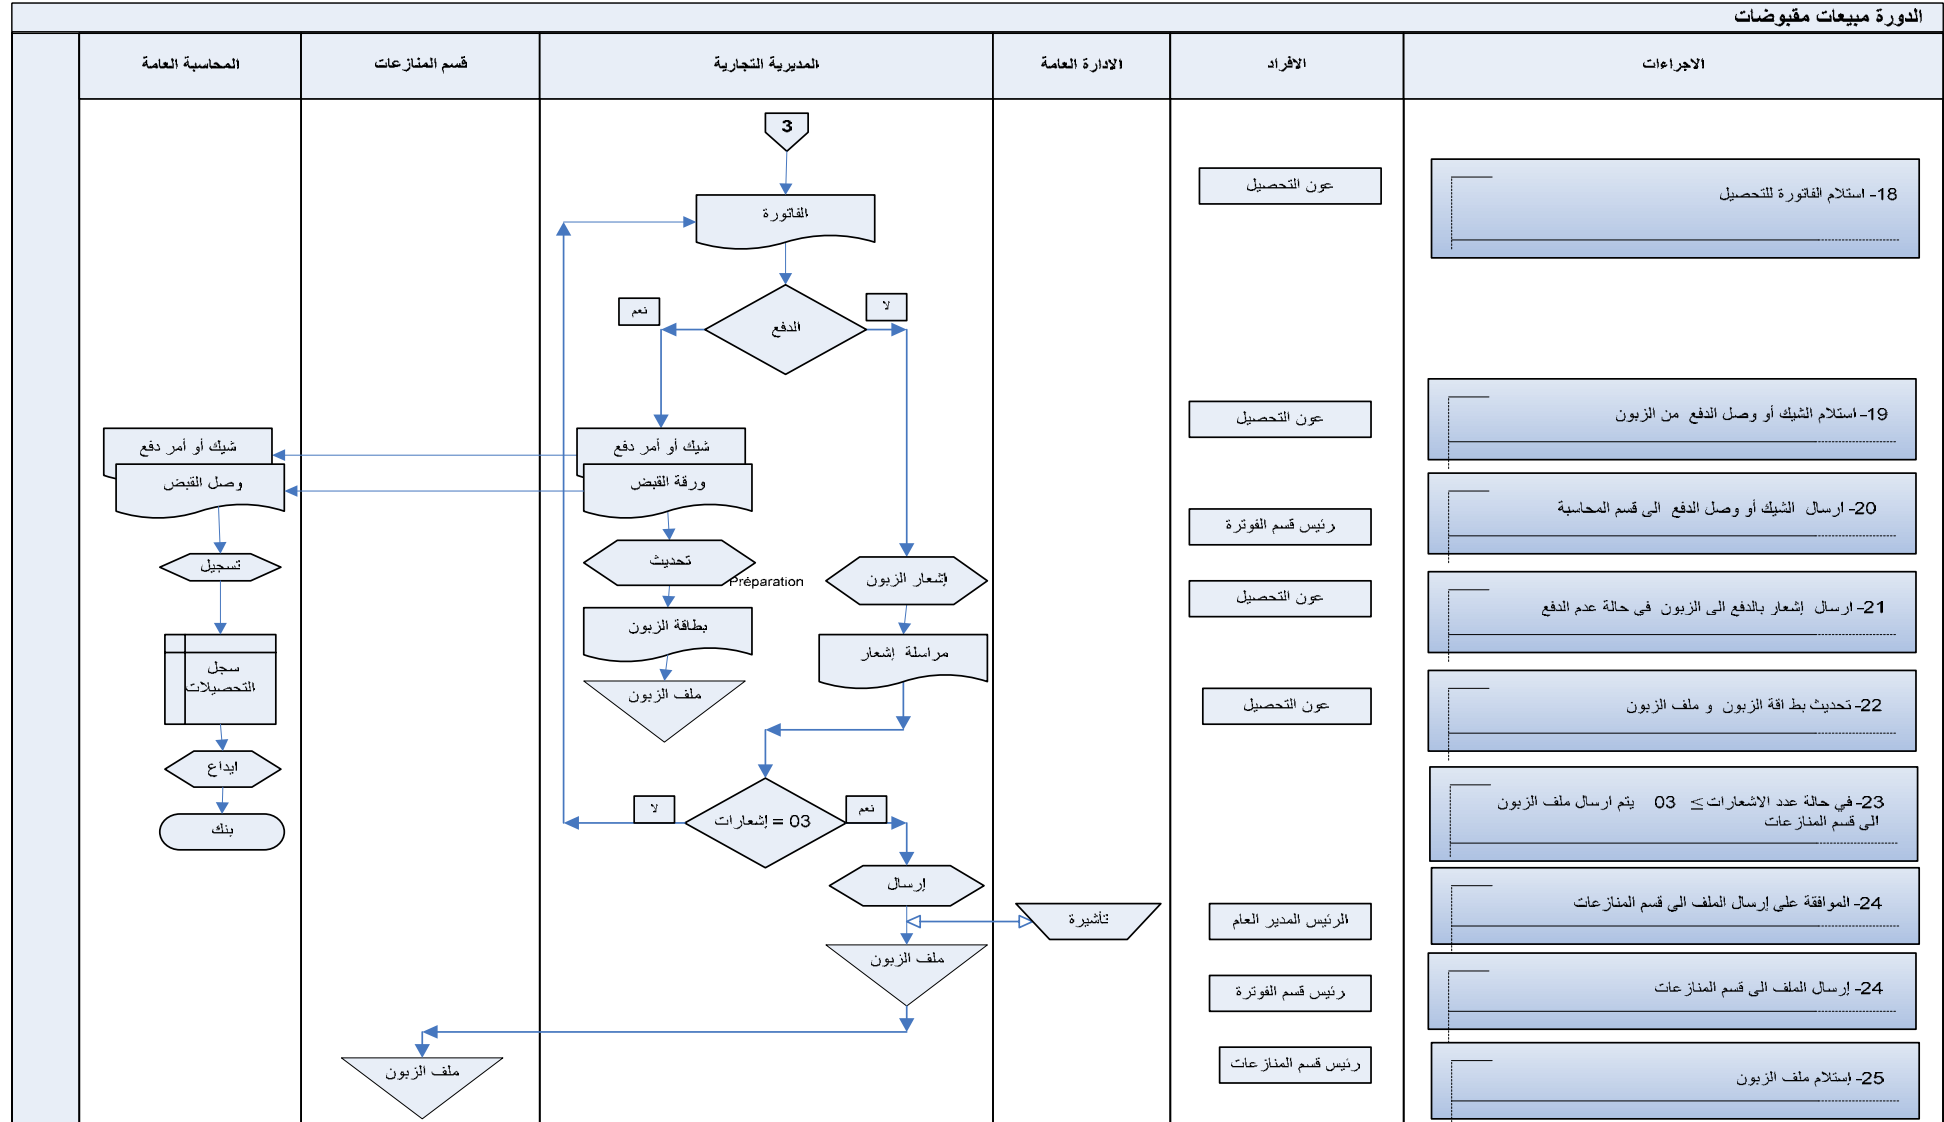 الدورة مبيعات مقبوضات
الاجراءات
الافراد
الادارة العامة
المديرية التجارية
قسم المنازعات
المحاسبة العامة
3
18- استلام الفاتورة للتحصيل
عون التحصيل
الفاتورة
لا
نعم
الدفع
19- استلام الشيك أو وصل الدفع من الزبون
عون التحصيل
شيك أو أمر دفع
شيك أو أمر دفع
ورقة القبض
وصل القبض
20- ارسال الشيك أو وصل الدفع الى قسم المحاسبة
رئيس قسم الفوترة
تحديث
Préparation
إشعار الزبون
تسجيل
21- ارسال إشعار بالدفع الى الزبون في حالة عدم الدفع
عون التحصيل
بطاقة الزبون
مراسلة إشعار
سجل
التحصيلات
22- تحديث بط اقة الزبون و ملف الزبون
عون التحصيل
ملف الزبون
ايداع
23- في حالة عدد الاشعارات ≥ 03 يتم ارسال ملف الزبون
الى قسم المنازعات
نعم
لا
03 = إشعارات
بنك
إرسال
24- الموافقة على إرسال الملف الى قسم المنازعات
الرئيس المدير العام
تأشيرة
ملف الزبون
24- إرسال الملف الى قسم المنازعات
رئيس قسم الفوترة
25- إستلام ملف الزبون
رئيس قسم المنازعات
ملف الزبون